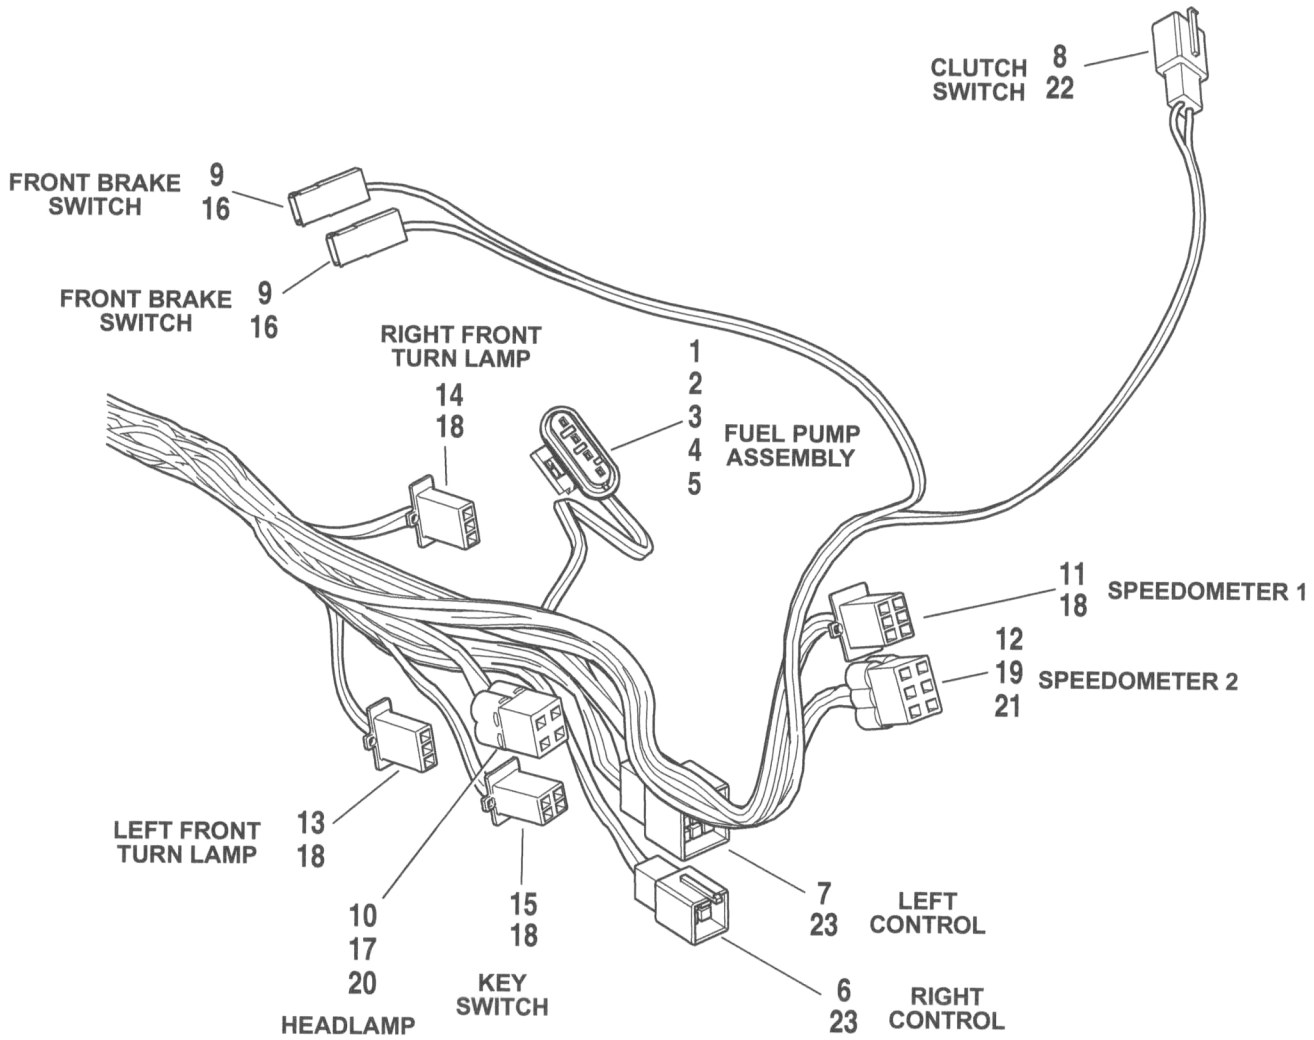 CLUTCH
SWITCH
8
22
FRONT BRAKE
SWITCH
9
16
FRONT BRAKE
SWITCH
9
16
RIGHT FRONT
TURN LAMP
14
18
1
2
3
4
5
FUEL PUMP
ASSEMBLY
11
18
SPEEDOMETER 1
12
19
21
SPEEDOMETER 2
LEFT FRONT
TURN LAMP
13
18
10
17
20
HEADLAMP
15
18
KEY
SWITCH
7
23
LEFT
CONTROL
6
23
RIGHT
CONTROL